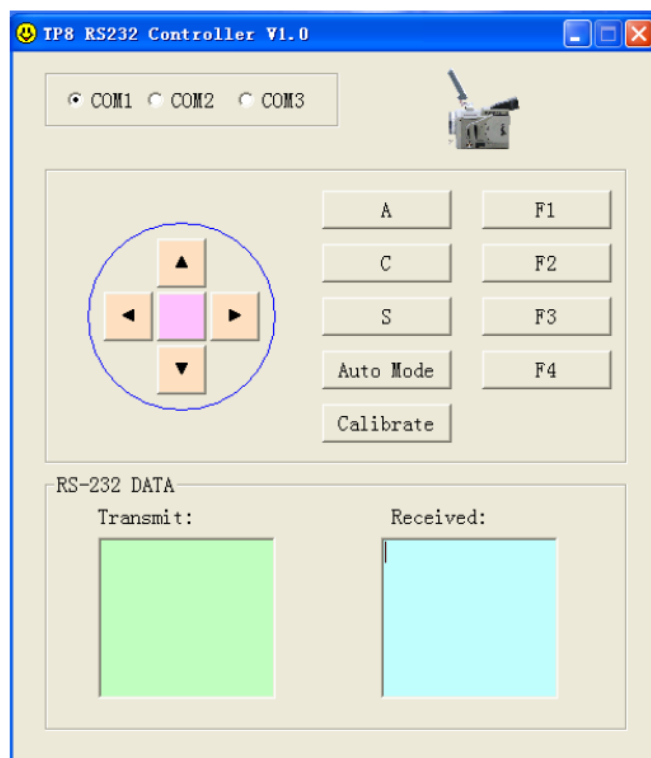 TP8 RS232 Controller V1.0
COM1 COM2 COM3
A F1
C F2
S F3
Auto Mode F4
Calibrate
RS-232 DATA
Transmit: Received: